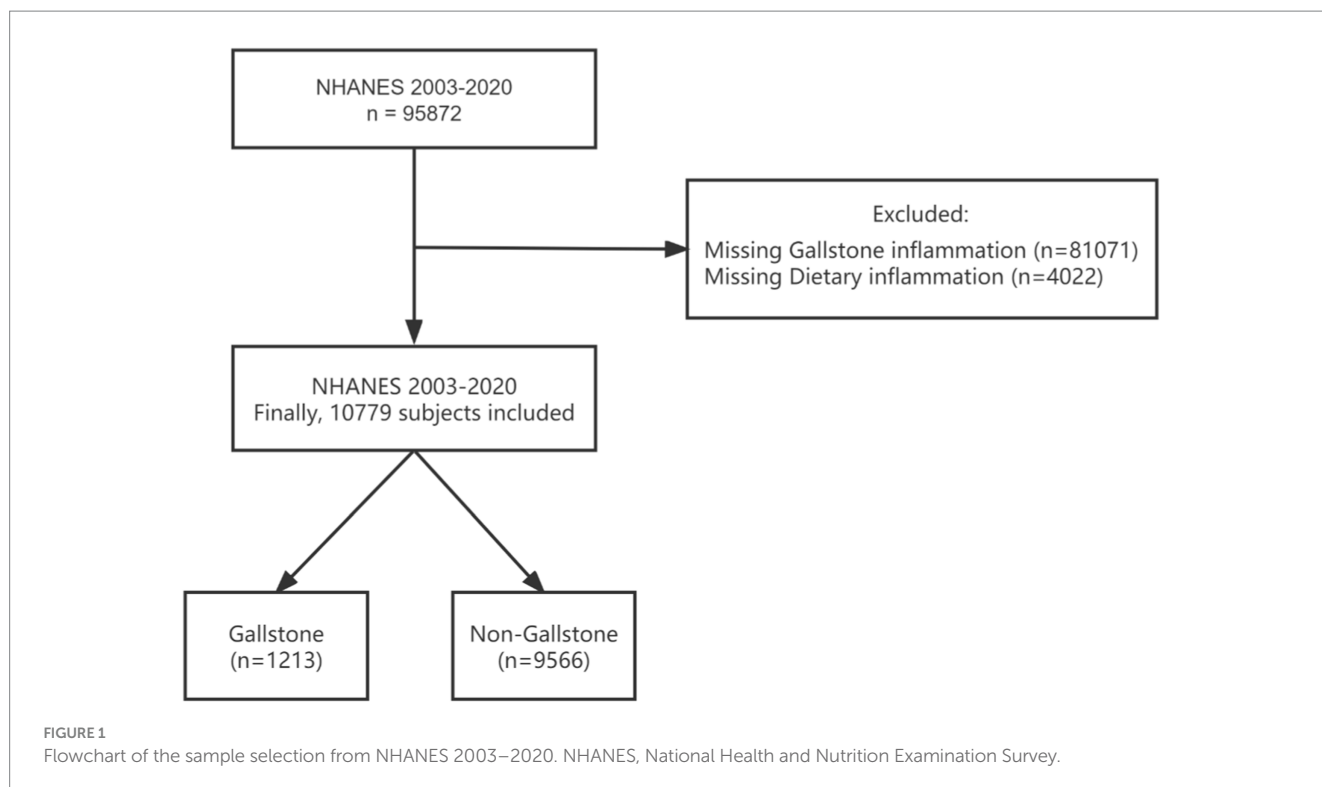 NHANES 2003-2020
n = 95872
Excluded:
Missing Gallstone inflammation (n=81071)
Missing Dietary inflammation (n=4022)
NHANES 2003-2020
Finally, 10779 subjects included
Gallstone
(n=1213)
Non-Gallstone
(n=9566)
FIGURE 1
Flowchart of the sample selection from NHANES 2003–2020. NHANES, National Health and Nutrition Examination Survey.